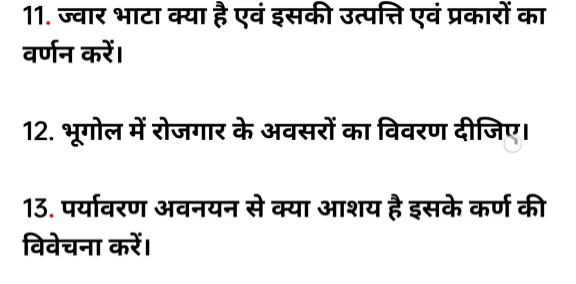 11. ज्वार भाटा क्या है एवं इसकी उत्पत्ति एवं प्रकारों का
वर्णन करें।
12. भूगोल में रोजगार के अवसरों का विवरण दीजिए।
13. पर्यावरण अवनयन से क्या आशय है इसके कर्ण की
विवेचना करें।